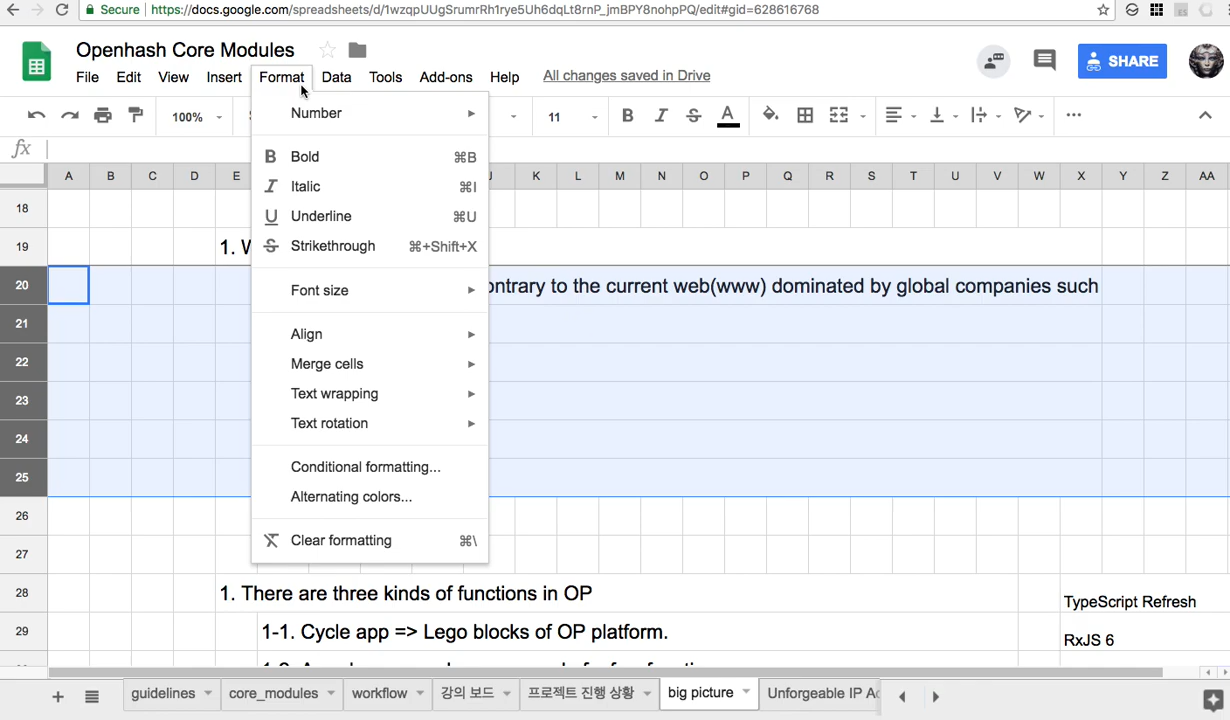 Secure https://docs.google.com/spreadsheets/d/1wzqpUUgSrumrRh1rye5Uh6dqLt8rnP_jmBPY8nohpPQ/edit#gid=628616768
Openhash Core Modules
File Edit View Insert Format Data Tools Add-ons Help All changes saved in Drive
SHARE
100% 11 B I S A
fx
Number
Bold ⌘B
Italic ⌘I
Underline ⌘U
Strikethrough ⌘+Shift+X
Font size
Align
Merge cells
Text wrapping
Text rotation
Conditional formatting...
Alternating colors...
Clear formatting ⌘\
A B C D E J K L M N O P Q R S T U V W X Y Z AA
18
19 1. W
20 ontrary to the current web(www) dominated by global companies such
21
22
23
24
25
26
27
28 1. There are three kinds of functions in OP TypeScript Refresh
29 1-1. Cycle app => Lego blocks of OP platform. RxJS 6
guidelines core_modules workflow 강의 보드 프로젝트 진행 상황 big picture Unforgeable IP Ac